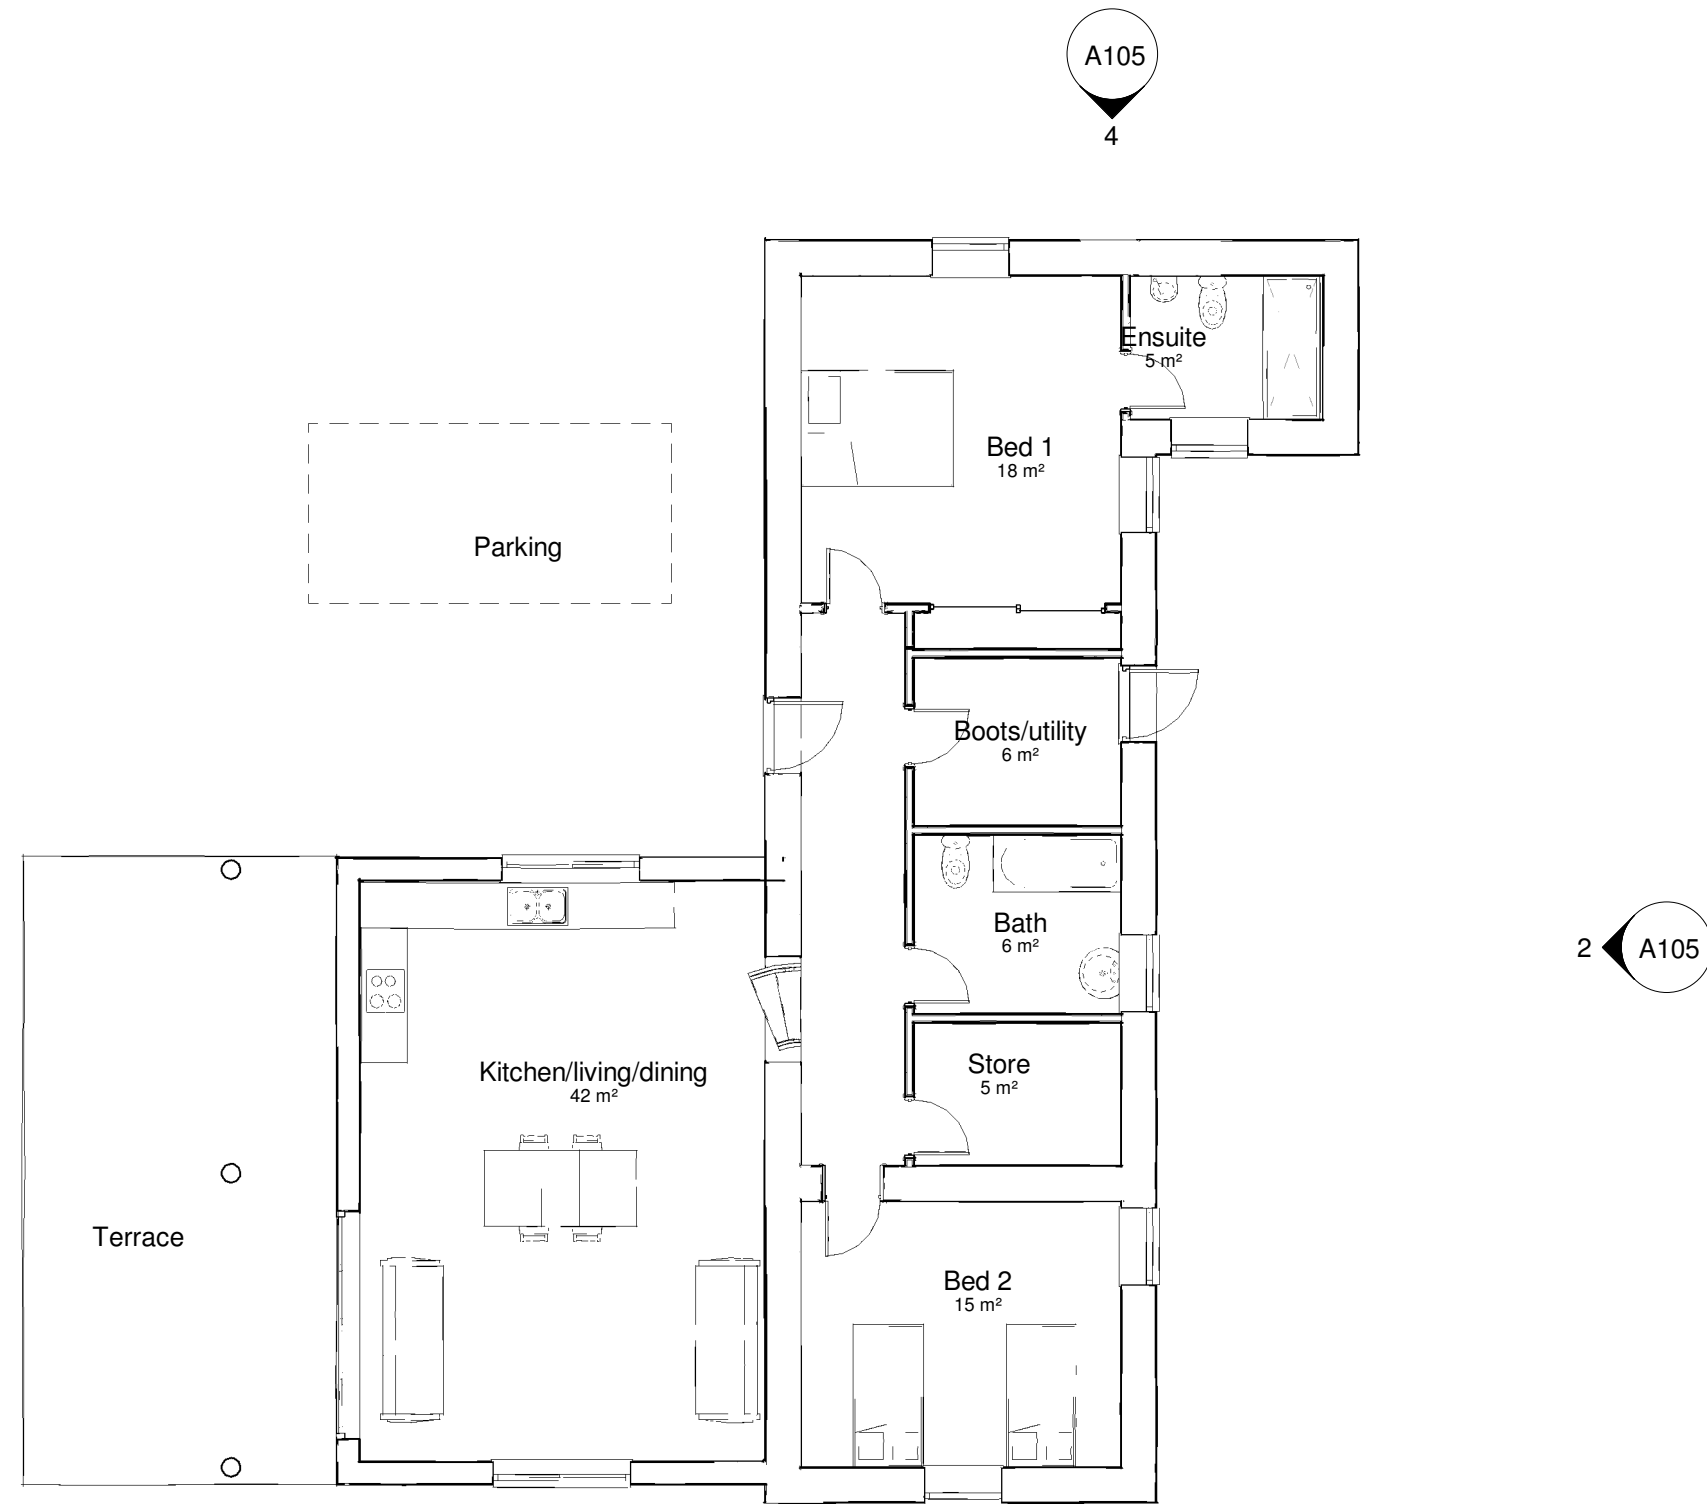 A105
4
Ensuite
5 m²
Bed 1
18 m²
Parking
Boots/utility
6 m²
Bath
6 m²
2
A105
Store
5 m²
Kitchen/living/dining
42 m²
Terrace
Bed 2
15 m²